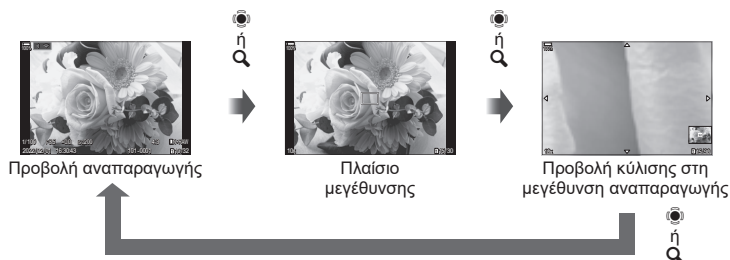 ή
ή
Προβολή αναπαραγωγής
Πλαίσιο
μεγέθυνσης
Προβολή κύλισης στη
μεγέθυνση αναπαραγωγής
ή